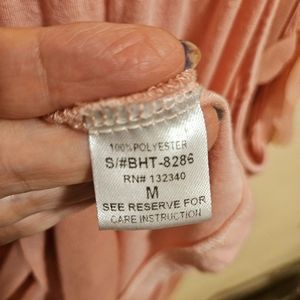 100%POLYESTER
S/#BHT-8286
RN# 132340
M
SEE RESERVE FOR
CARE INSTRUCTION